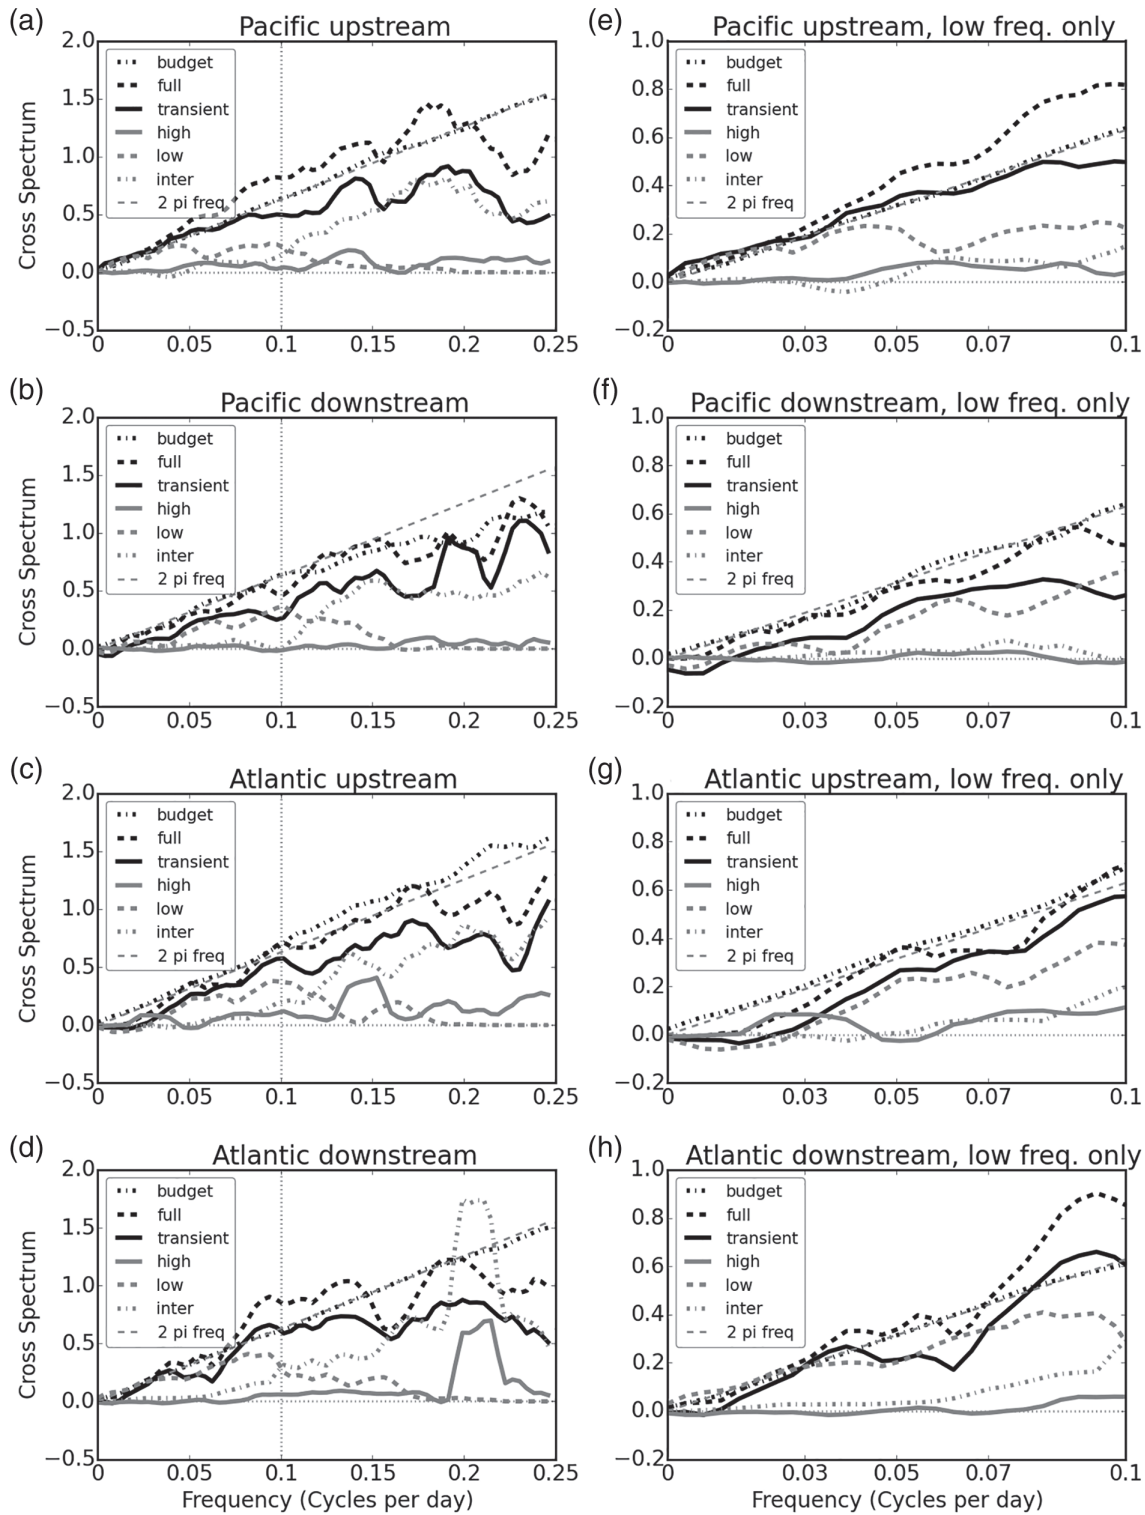 (a)
Pacific upstream
2.0
1.5
1.0
0.5
0.0
−0.5
Cross Spectrum
budget
full
transient
high
low
inter
2 pi freq
0 0.05 0.1 0.15 0.2 0.25
(e)
Pacific upstream, low freq. only
1.0
0.8
0.6
0.4
0.2
0.0
−0.2
budget
full
transient
high
low
inter
2 pi freq
0 0.03 0.05 0.07 0.1
(b)
Pacific downstream
2.0
1.5
1.0
0.5
0.0
−0.5
Cross Spectrum
budget
full
transient
high
low
inter
2 pi freq
0 0.05 0.1 0.15 0.2 0.25
(f)
Pacific downstream, low freq. only
1.0
0.8
0.6
0.4
0.2
0.0
−0.2
budget
full
transient
high
low
inter
2 pi freq
0 0.03 0.05 0.07 0.1
(c)
Atlantic upstream
2.0
1.5
1.0
0.5
0.0
−0.5
Cross Spectrum
budget
full
transient
high
low
inter
2 pi freq
0 0.05 0.1 0.15 0.2 0.25
(g)
Atlantic upstream, low freq. only
1.0
0.8
0.6
0.4
0.2
0.0
−0.2
budget
full
transient
high
low
inter
2 pi freq
0 0.03 0.05 0.07 0.1
(d)
Atlantic downstream
2.0
1.5
1.0
0.5
0.0
−0.5
Cross Spectrum
budget
full
transient
high
low
inter
2 pi freq
0 0.05 0.1 0.15 0.2 0.25
Frequency (Cycles per day)
(h)
Atlantic downstream, low freq. only
1.0
0.8
0.6
0.4
0.2
0.0
−0.2
budget
full
transient
high
low
inter
2 pi freq
0 0.03 0.05 0.07 0.1
Frequency (Cycles per day)